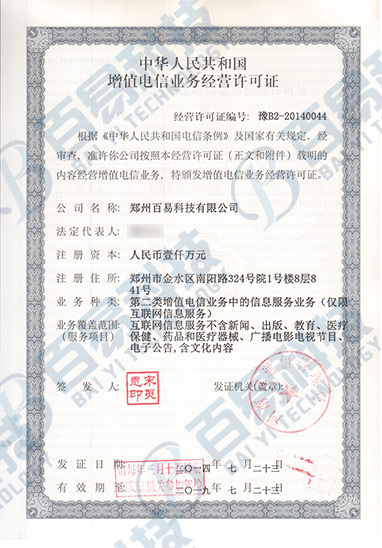 中华人民共和国
增值电信业务经营许可证
经营许可证编号: 豫B2-20140044
根据《中华人民共和国电信条例》及国家有关规定, 经
审查, 准许你公司按照本经营许可证(正文和附件)载明的
内容经营增值电信业务, 特颁发增值电信业务经营许可证。
公司名称: 郑州百易科技有限公司
法定代表人:
注册资本: 人民币壹仟万元
注册住所: 郑州市金水区南阳路324号院1号楼8层8
41号
业务种类: 第二类增值电信业务中的信息服务业务(仅限
互联网信息服务)
业务覆盖范围: 互联网信息服务不含新闻、出版、教育、医疗
(服务项目) 保健、药品和医疗器械、广播电影电视节目、
电子公告,含文化内容
签发人: 宋灵恩印
发证机关(盖章):
发证日期: 二〇一四年 七月 二十三日
有效期至: 二〇一九年 七月 二十三日
百易科技
BAI YI TECHNOLOGY